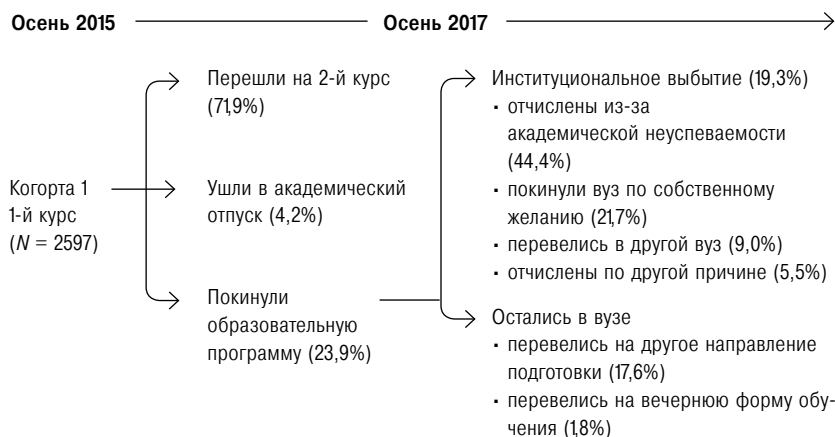 Осень 2015
Осень 2017
Когорта 1
1-й курс
(N = 2597)
Перешли на 2-й курс
(71,9%)
Ушли в академический
отпуск (4,2%)
Покинули
образовательную
программу (23,9%)
Институциональное выбытие (19,3%)
· отчислены из-за
академической неуспеваемости
(44,4%)
· покинули вуз по собственному
желанию (21,7%)
· перевелись в другой вуз (9,0%)
· отчислены по другой причине (5,5%)
Остались в вузе
· перевелись на другое направление
подготовки (17,6%)
· перевелись на вечернюю форму обу-
чения (1,8%)